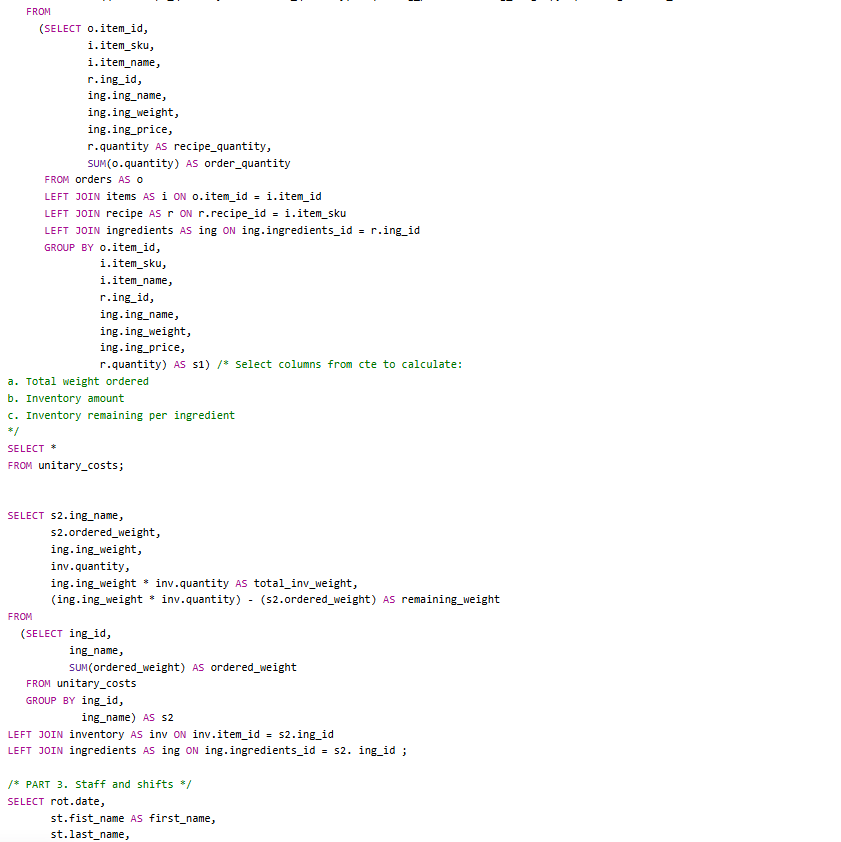 FROM
(SELECT o.item_id,
i.item_sku,
i.item_name,
r.ing_id,
ing.ing_name,
ing.ing_weight,
ing.ing_price,
r.quantity AS recipe_quantity,
SUM(o.quantity) AS order_quantity
FROM orders AS o
LEFT JOIN items AS i ON o.item_id = i.item_id
LEFT JOIN recipe AS r ON r.recipe_id = i.item_sku
LEFT JOIN ingredients AS ing ON ing.ingredients_id = r.ing_id
GROUP BY o.item_id,
i.item_sku,
i.item_name,
r.ing_id,
ing.ing_name,
ing.ing_weight,
ing.ing_price,
r.quantity) AS s1) /* Select columns from cte to calculate:
a. Total weight ordered
b. Inventory amount
c. Inventory remaining per ingredient
*/
SELECT *
FROM unitary_costs;
SELECT s2.ing_name,
s2.ordered_weight,
ing.ing_weight,
inv.quantity,
ing.ing_weight * inv.quantity AS total_inv_weight,
(ing.ing_weight * inv.quantity) - (s2.ordered_weight) AS remaining_weight
FROM
(SELECT ing_id,
ing_name,
SUM(ordered_weight) AS ordered_weight
FROM unitary_costs
GROUP BY ing_id,
ing_name) AS s2
LEFT JOIN inventory AS inv ON inv.item_id = s2.ing_id
LEFT JOIN ingredients AS ing ON ing.ingredients_id = s2. ing_id ;
/* PART 3. Staff and shifts */
SELECT rot.date,
st.fist_name AS first_name,
st.last_name,